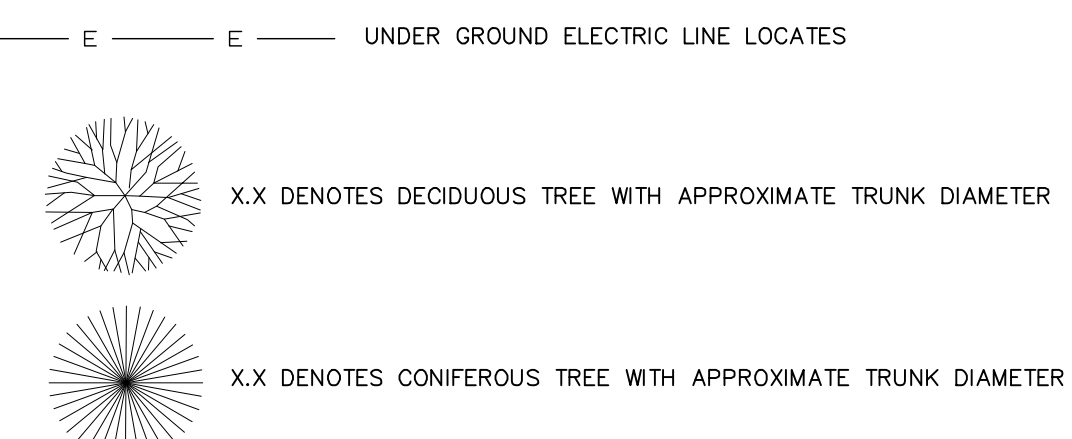 E E UNDER GROUND ELECTRIC LINE LOCATES
X.X DENOTES DECIDUOUS TREE WITH APPROXIMATE TRUNK DIAMETER
X.X DENOTES CONIFEROUS TREE WITH APPROXIMATE TRUNK DIAMETER